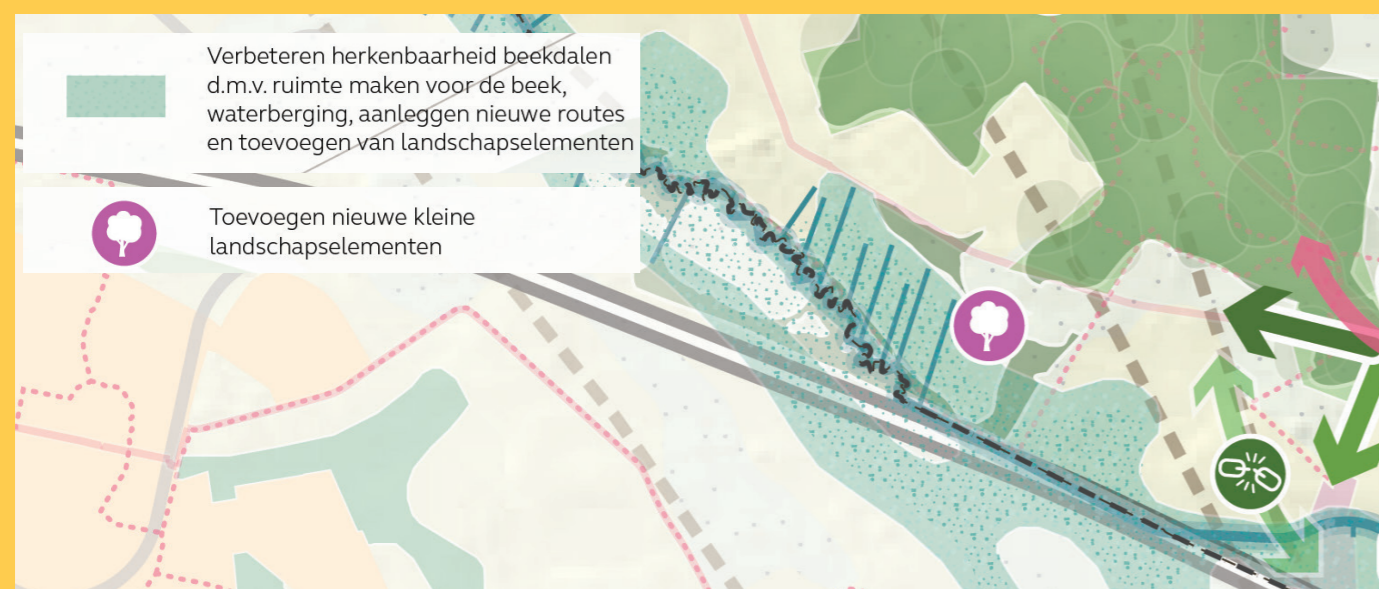 Verbeteren herkenbaarheid beekdalen
d.m.v. ruimte maken voor de beek,
waterberging, aanleggen nieuwe routes
en toevoegen van landschapselementen
Toevoegen nieuwe kleine
landschapselementen